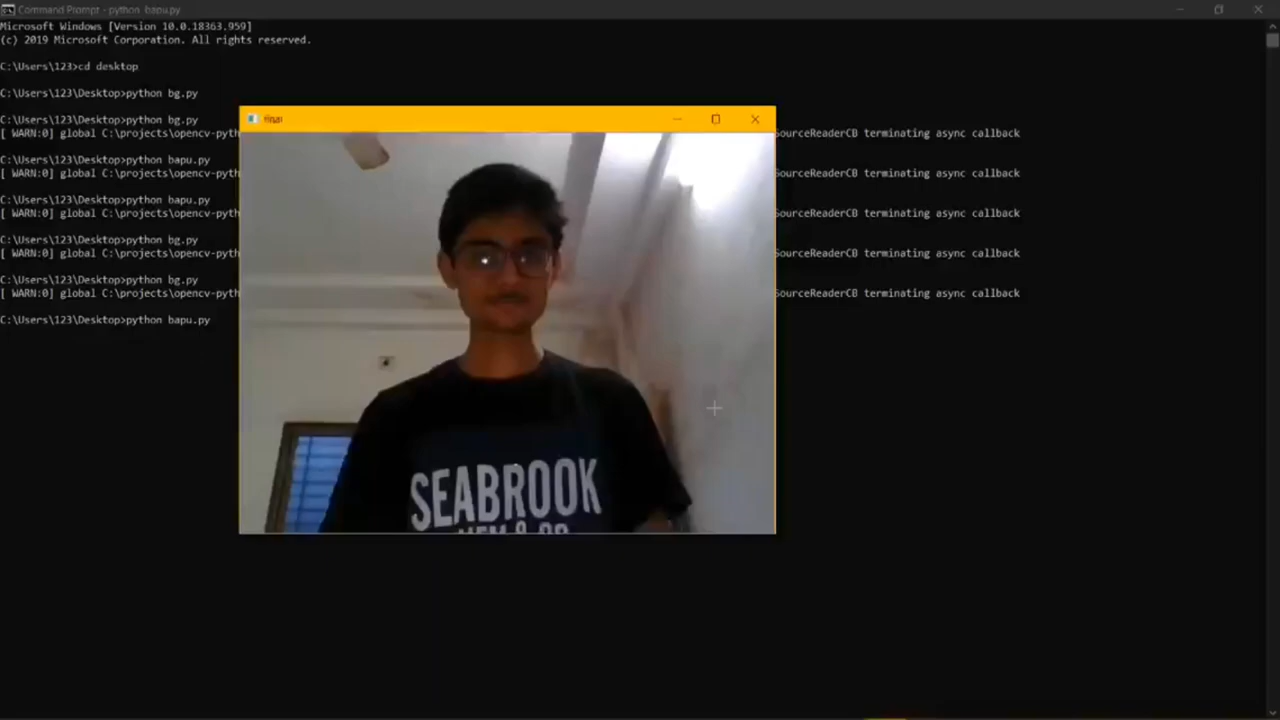 Command Prompt - python bapu.py
Microsoft Windows [Version 10.0.18363.959]
(c) 2019 Microsoft Corporation. All rights reserved.
C:\Users\123>cd desktop
C:\Users\123\Desktop>python bg.py
C:\Users\123\Desktop>python bg.py
[ WARN:0] global C:\projects\opencv-pyth SourceReaderCB terminating async callback
C:\Users\123\Desktop>python bapu.py
[ WARN:0] global C:\projects\opencv-pyth SourceReaderCB terminating async callback
C:\Users\123\Desktop>python bapu.py
[ WARN:0] global C:\projects\opencv-pyth SourceReaderCB terminating async callback
C:\Users\123\Desktop>python bg.py
[ WARN:0] global C:\projects\opencv-pyth SourceReaderCB terminating async callback
C:\Users\123\Desktop>python bg.py
[ WARN:0] global C:\projects\opencv-pyth SourceReaderCB terminating async callback
C:\Users\123\Desktop>python bapu.py
final
SEABROOK